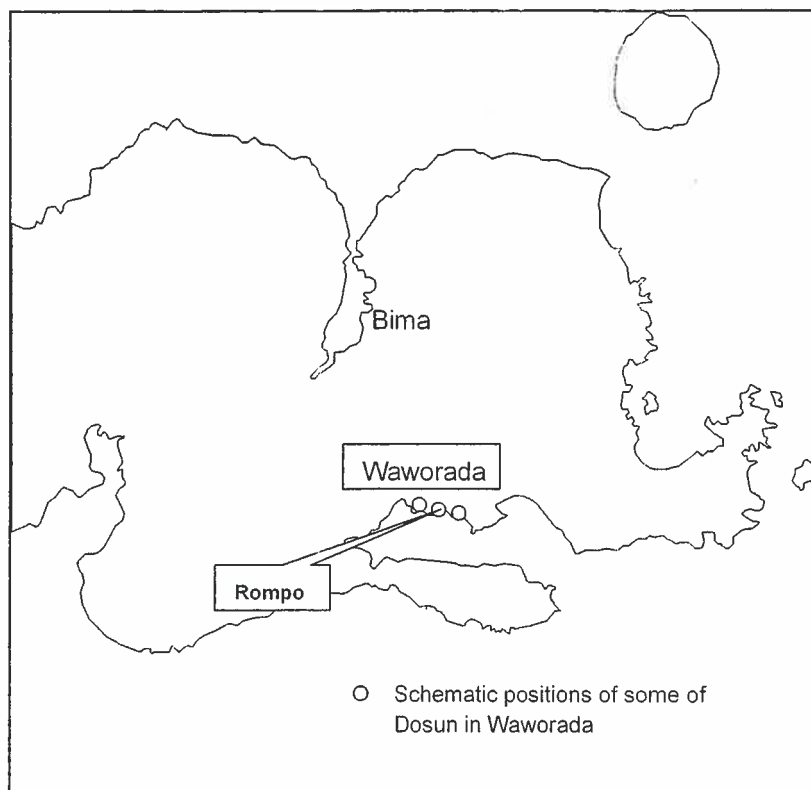 Bima
Waworada
Rompo
Schematic positions of some of
Dosun in Waworada